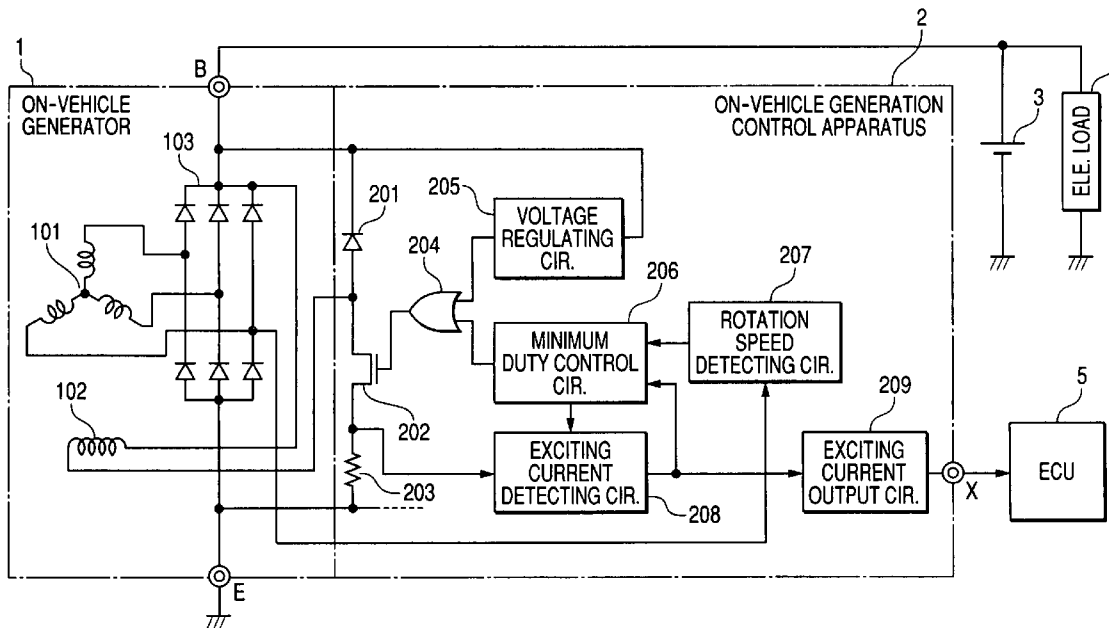 1
2
B
ON-VEHICLE
GENERATOR
ON-VEHICLE GENERATION
CONTROL APPARATUS
3
ELE. LOAD
103
201
205
VOLTAGE
REGULATING
CIR.
101
204
206
207
MINIMUM
DUTY CONTROL
CIR.
ROTATION
SPEED
DETECTING CIR.
102
202
209
5
203
EXCITING
CURRENT
DETECTING CIR.
208
EXCITING
CURRENT
OUTPUT CIR.
X
ECU
E